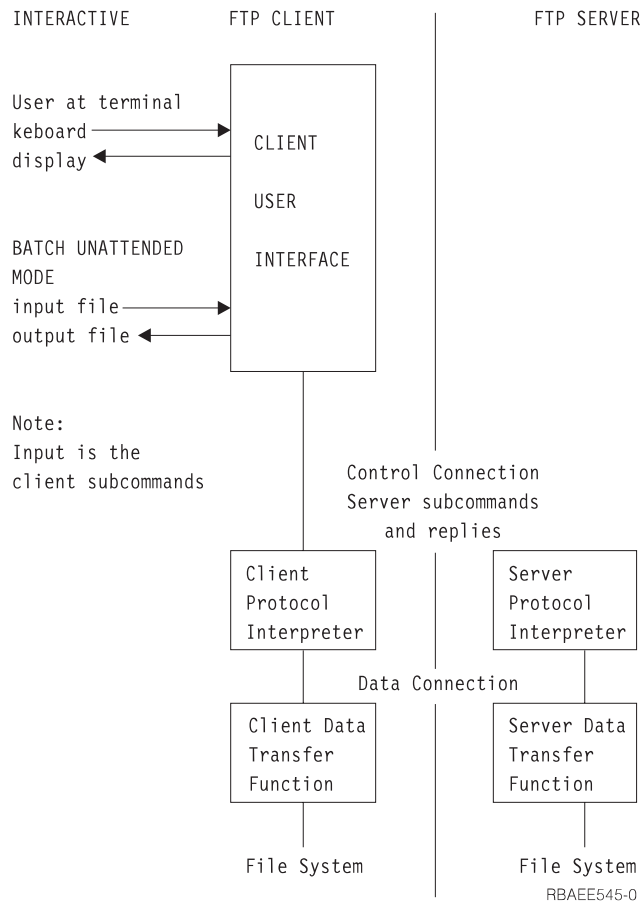 INTERACTIVE FTP CLIENT FTP SERVER
User at terminal
keboard
display
CLIENT
USER
INTERFACE
BATCH UNATTENDED
MODE
input file
output file
Note:
Input is the
client subcommands
Control Connection
Server subcommands
and replies
Client
Protocol
Interpreter
Server
Protocol
Interpreter
Data Connection
Client Data
Transfer
Function
Server Data
Transfer
Function
File System
File System
RBAEE545-0